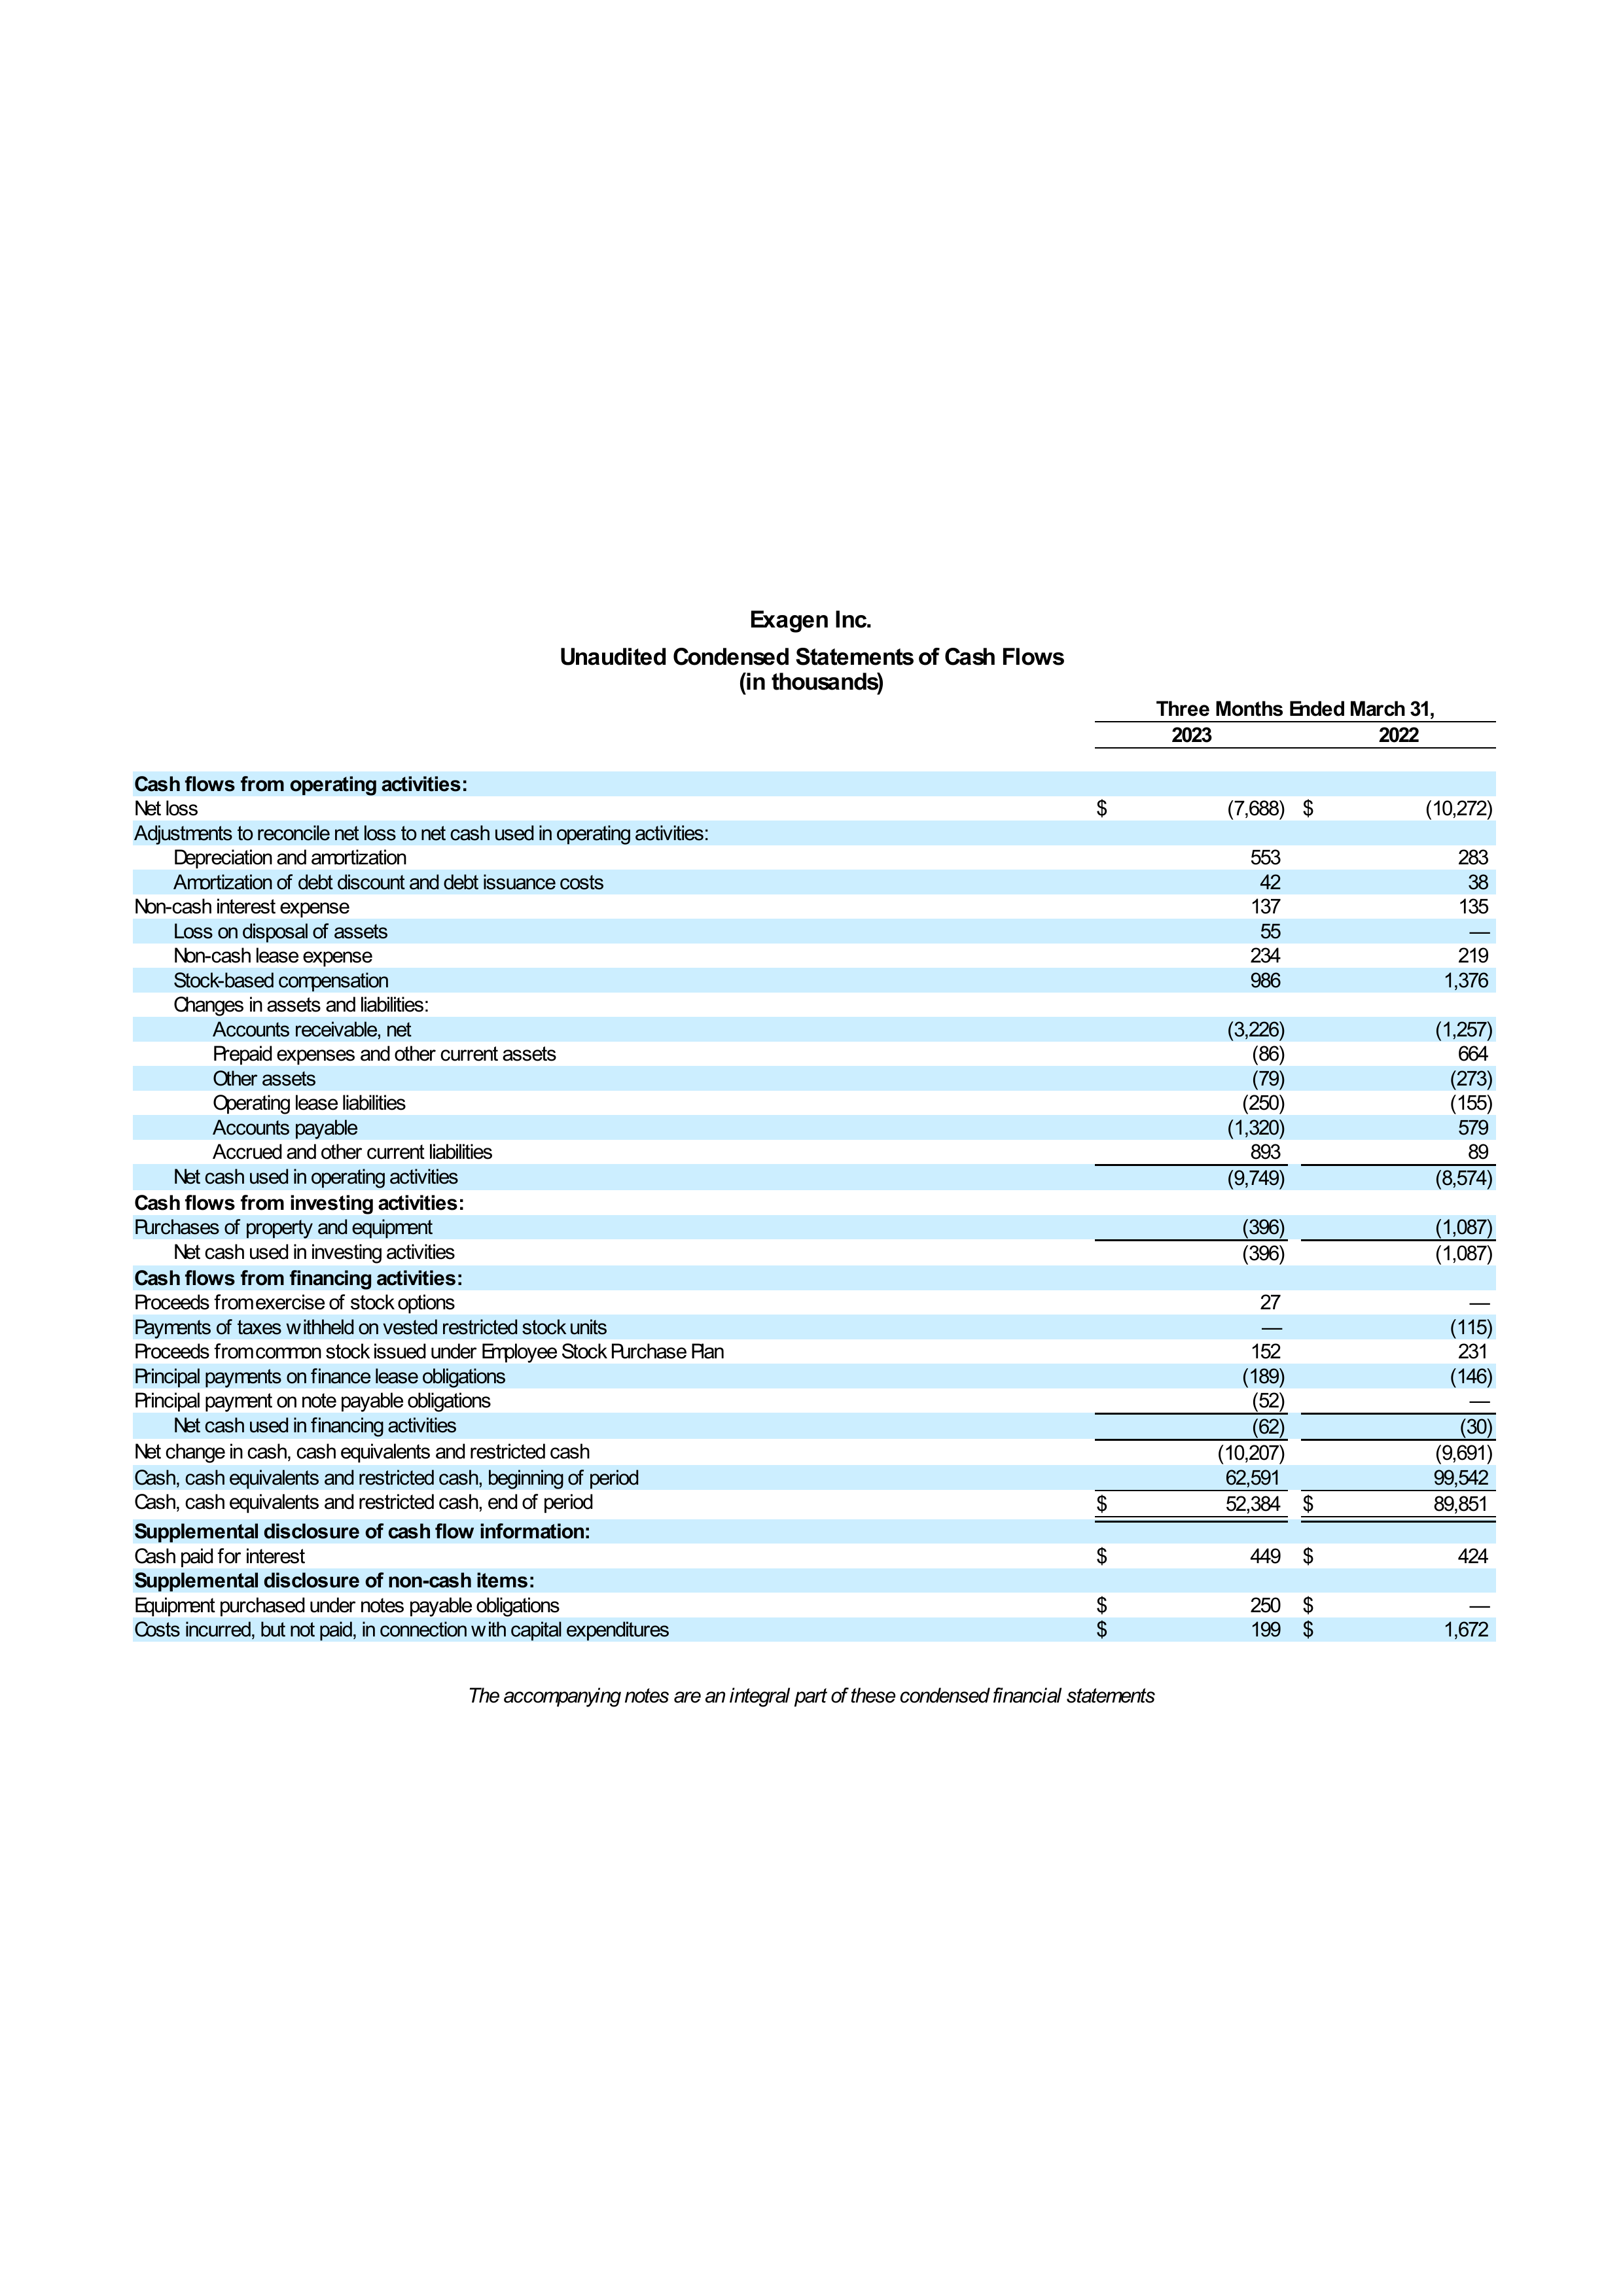 Exagen Inc.
Unaudited Condensed Statements of Cash Flows
(in thousands)
Three Months Ended March 31,
2023 2022
Cash flows from operating activities:
Net loss $ (7,688) $ (10,272)
Adjustments to reconcile net loss to net cash used in operating activities:
Depreciation and amortization 553 283
Amortization of debt discount and debt issuance costs 42 38
Non-cash interest expense 137 135
Loss on disposal of assets 55 —
Non-cash lease expense 234 219
Stock-based compensation 986 1,376
Changes in assets and liabilities:
Accounts receivable, net (3,226) (1,257)
Prepaid expenses and other current assets (86) 664
Other assets (79) (273)
Operating lease liabilities (250) (155)
Accounts payable (1,320) 579
Accrued and other current liabilities 893 89
Net cash used in operating activities (9,749) (8,574)
Cash flows from investing activities:
Purchases of property and equipment (396) (1,087)
Net cash used in investing activities (396) (1,087)
Cash flows from financing activities:
Proceeds from exercise of stock options 27 —
Payments of taxes withheld on vested restricted stock units — (115)
Proceeds from common stock issued under Employee Stock Purchase Plan 152 231
Principal payments on finance lease obligations (189) (146)
Principal payment on note payable obligations (52) —
Net cash used in financing activities (62) (30)
Net change in cash, cash equivalents and restricted cash (10,207) (9,691)
Cash, cash equivalents and restricted cash, beginning of period 62,591 99,542
Cash, cash equivalents and restricted cash, end of period $ 52,384 $ 89,851
Supplemental disclosure of cash flow information:
Cash paid for interest $ 449 $ 424
Supplemental disclosure of non-cash items:
Equipment purchased under notes payable obligations $ 250 $ —
Costs incurred, but not paid, in connection with capital expenditures $ 199 $ 1,672
The accompanying notes are an integral part of these condensed financial statements